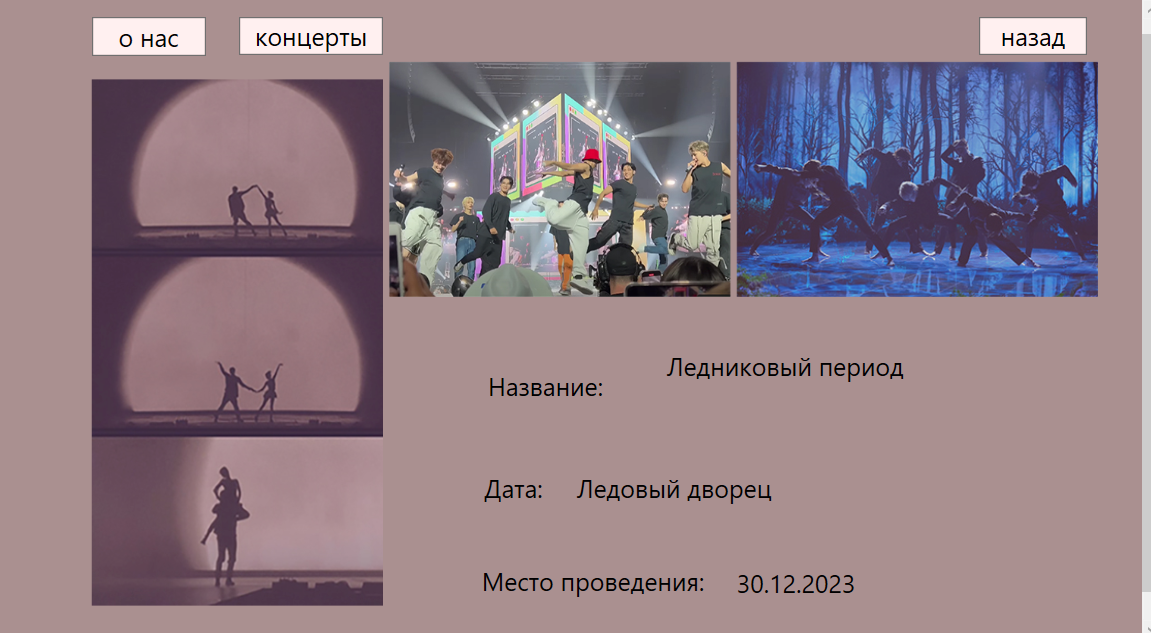 о нас
концерты
назад
Название:
Ледниковый период
Дата:
Ледовый дворец
Место проведения:
30.12.2023